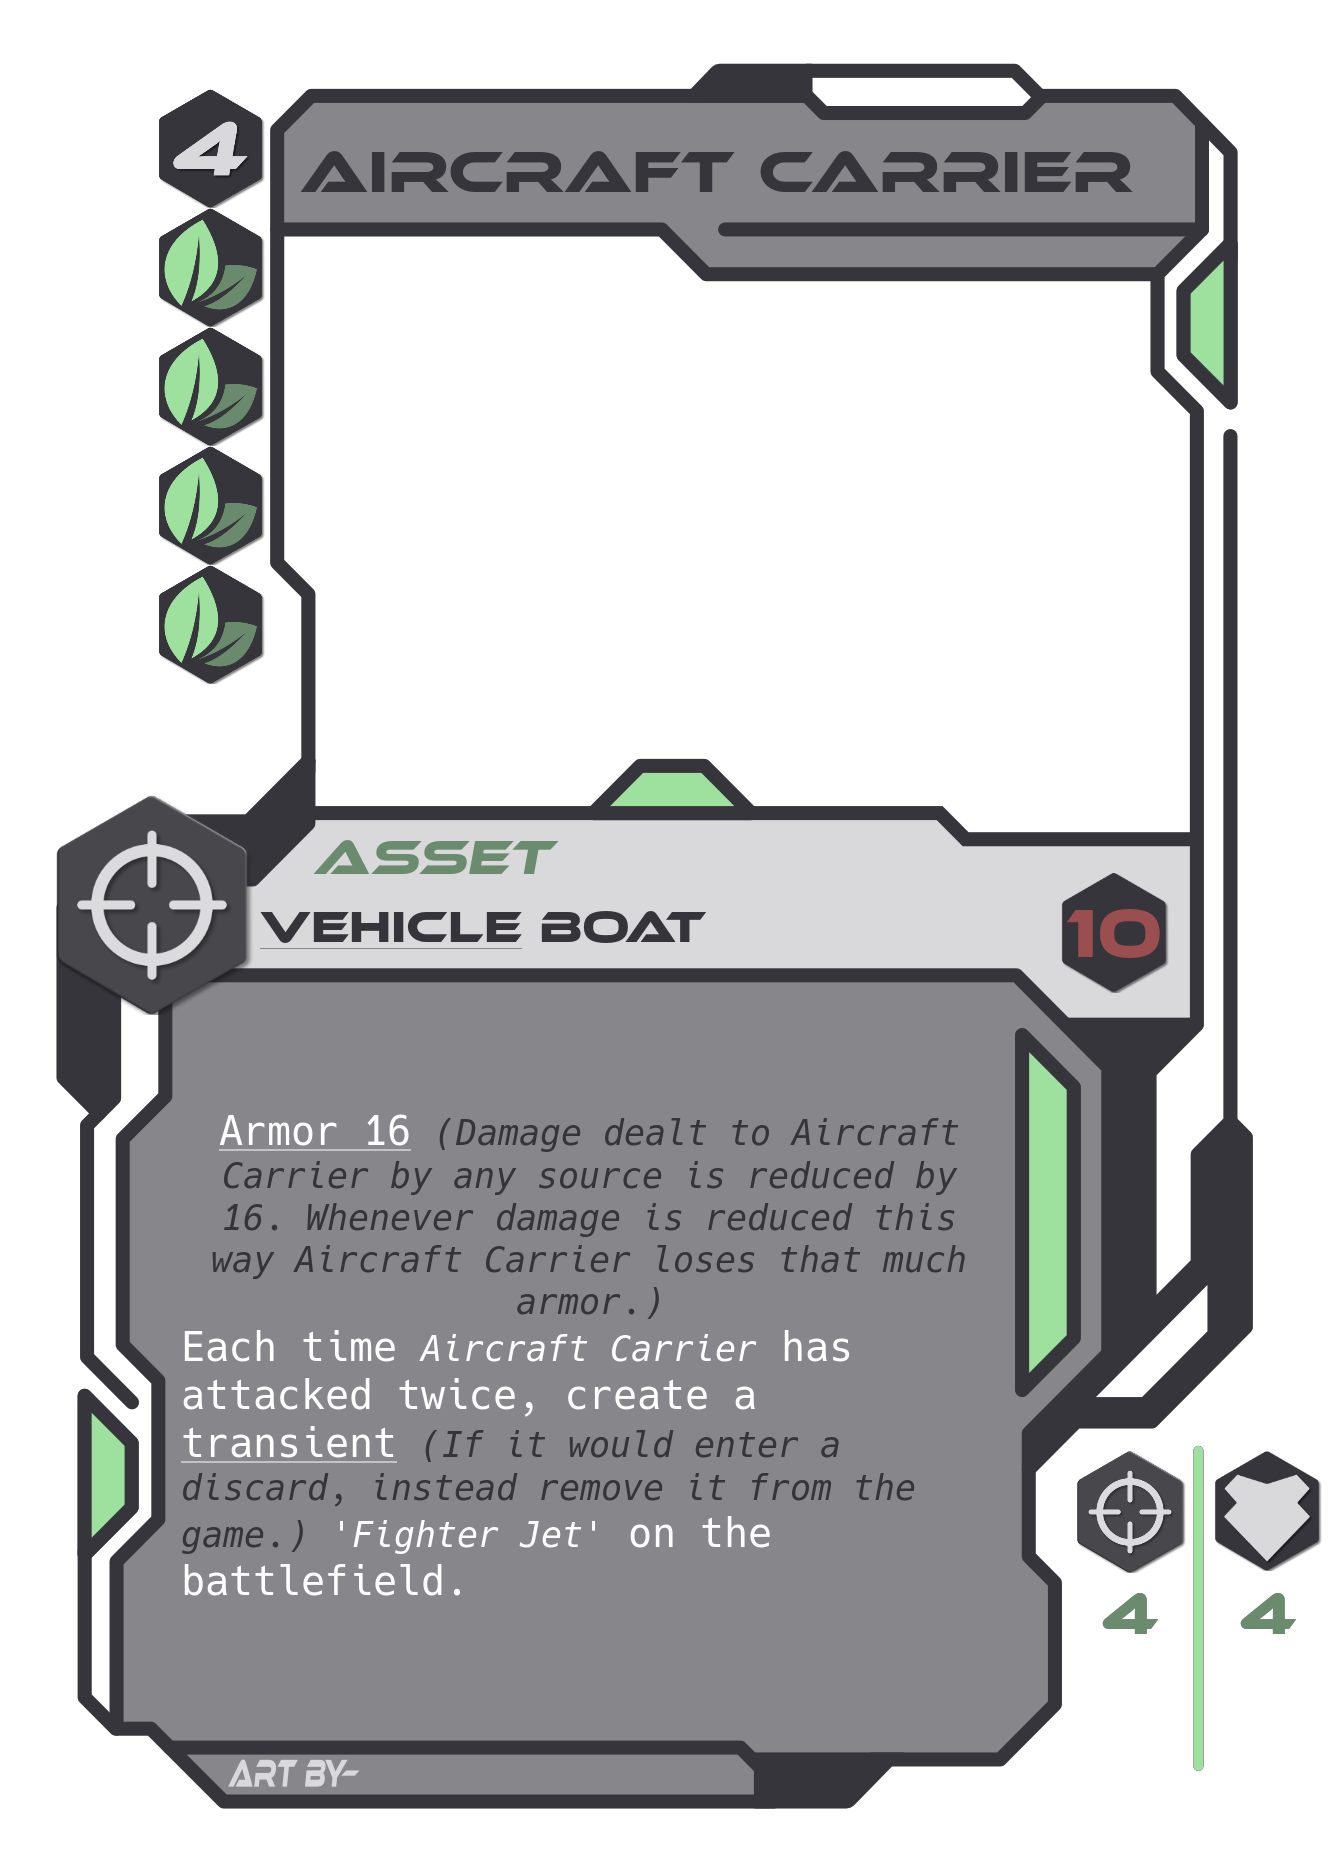 4
AIRCRAFT CARRIER
ASSET
VEHICLE BOAT
10
Armor 16 (Damage dealt to Aircraft
Carrier by any source is reduced by
16. Whenever damage is reduced this
way Aircraft Carrier loses that much
armor.)
Each time Aircraft Carrier has
attacked twice, create a
transient (If it would enter a
discard, instead remove it from the
game.) 'Fighter Jet' on the
battlefield.
4
4
ART BY-